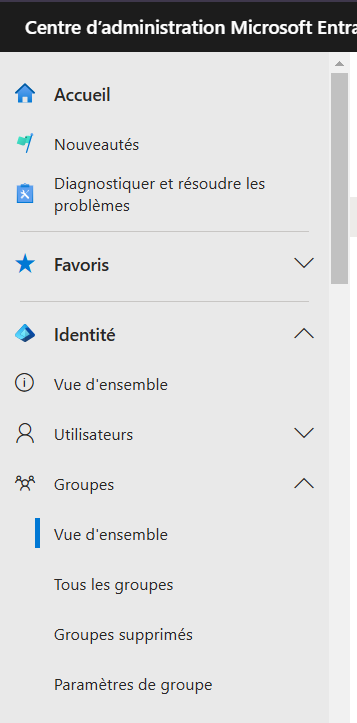 Centre d'administration Microsoft Entra
Accueil
Nouveautés
Diagnostiquer et résoudre les
problèmes
Favoris
Identité
Vue d'ensemble
Utilisateurs
Groupes
Vue d'ensemble
Tous les groupes
Groupes supprimés
Paramètres de groupe